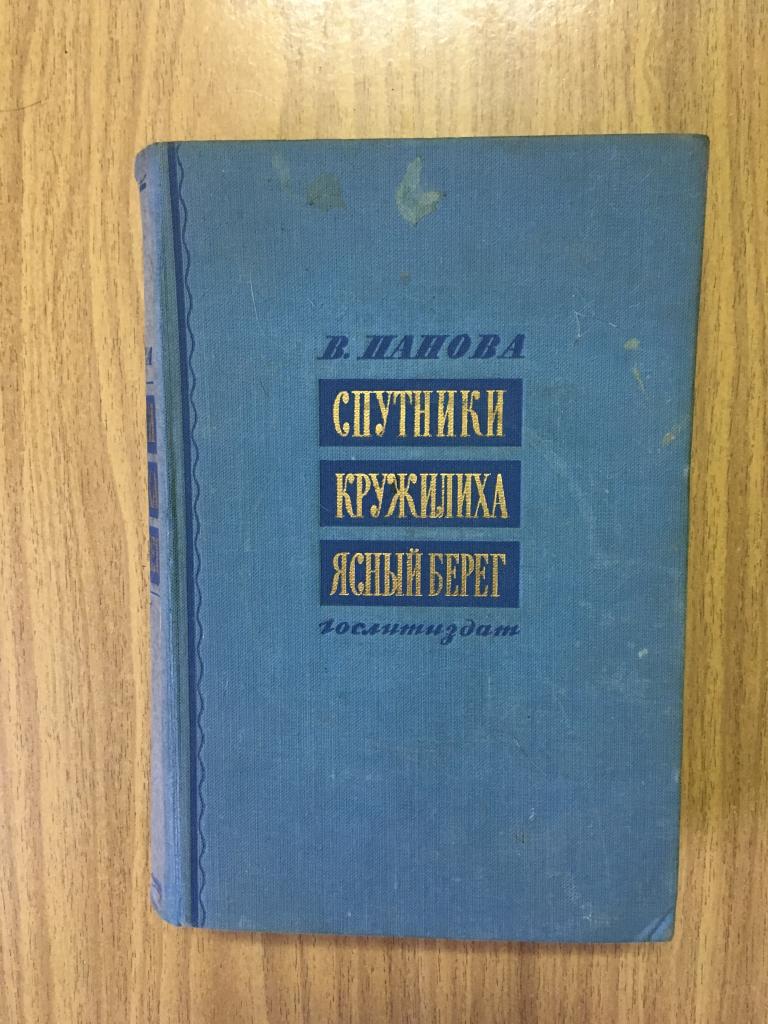 В. ПАНОВА
СПУТНИКИ
КРУЖИЛИХА
ЯСНЫЙ БЕРЕГ
гослитиздат